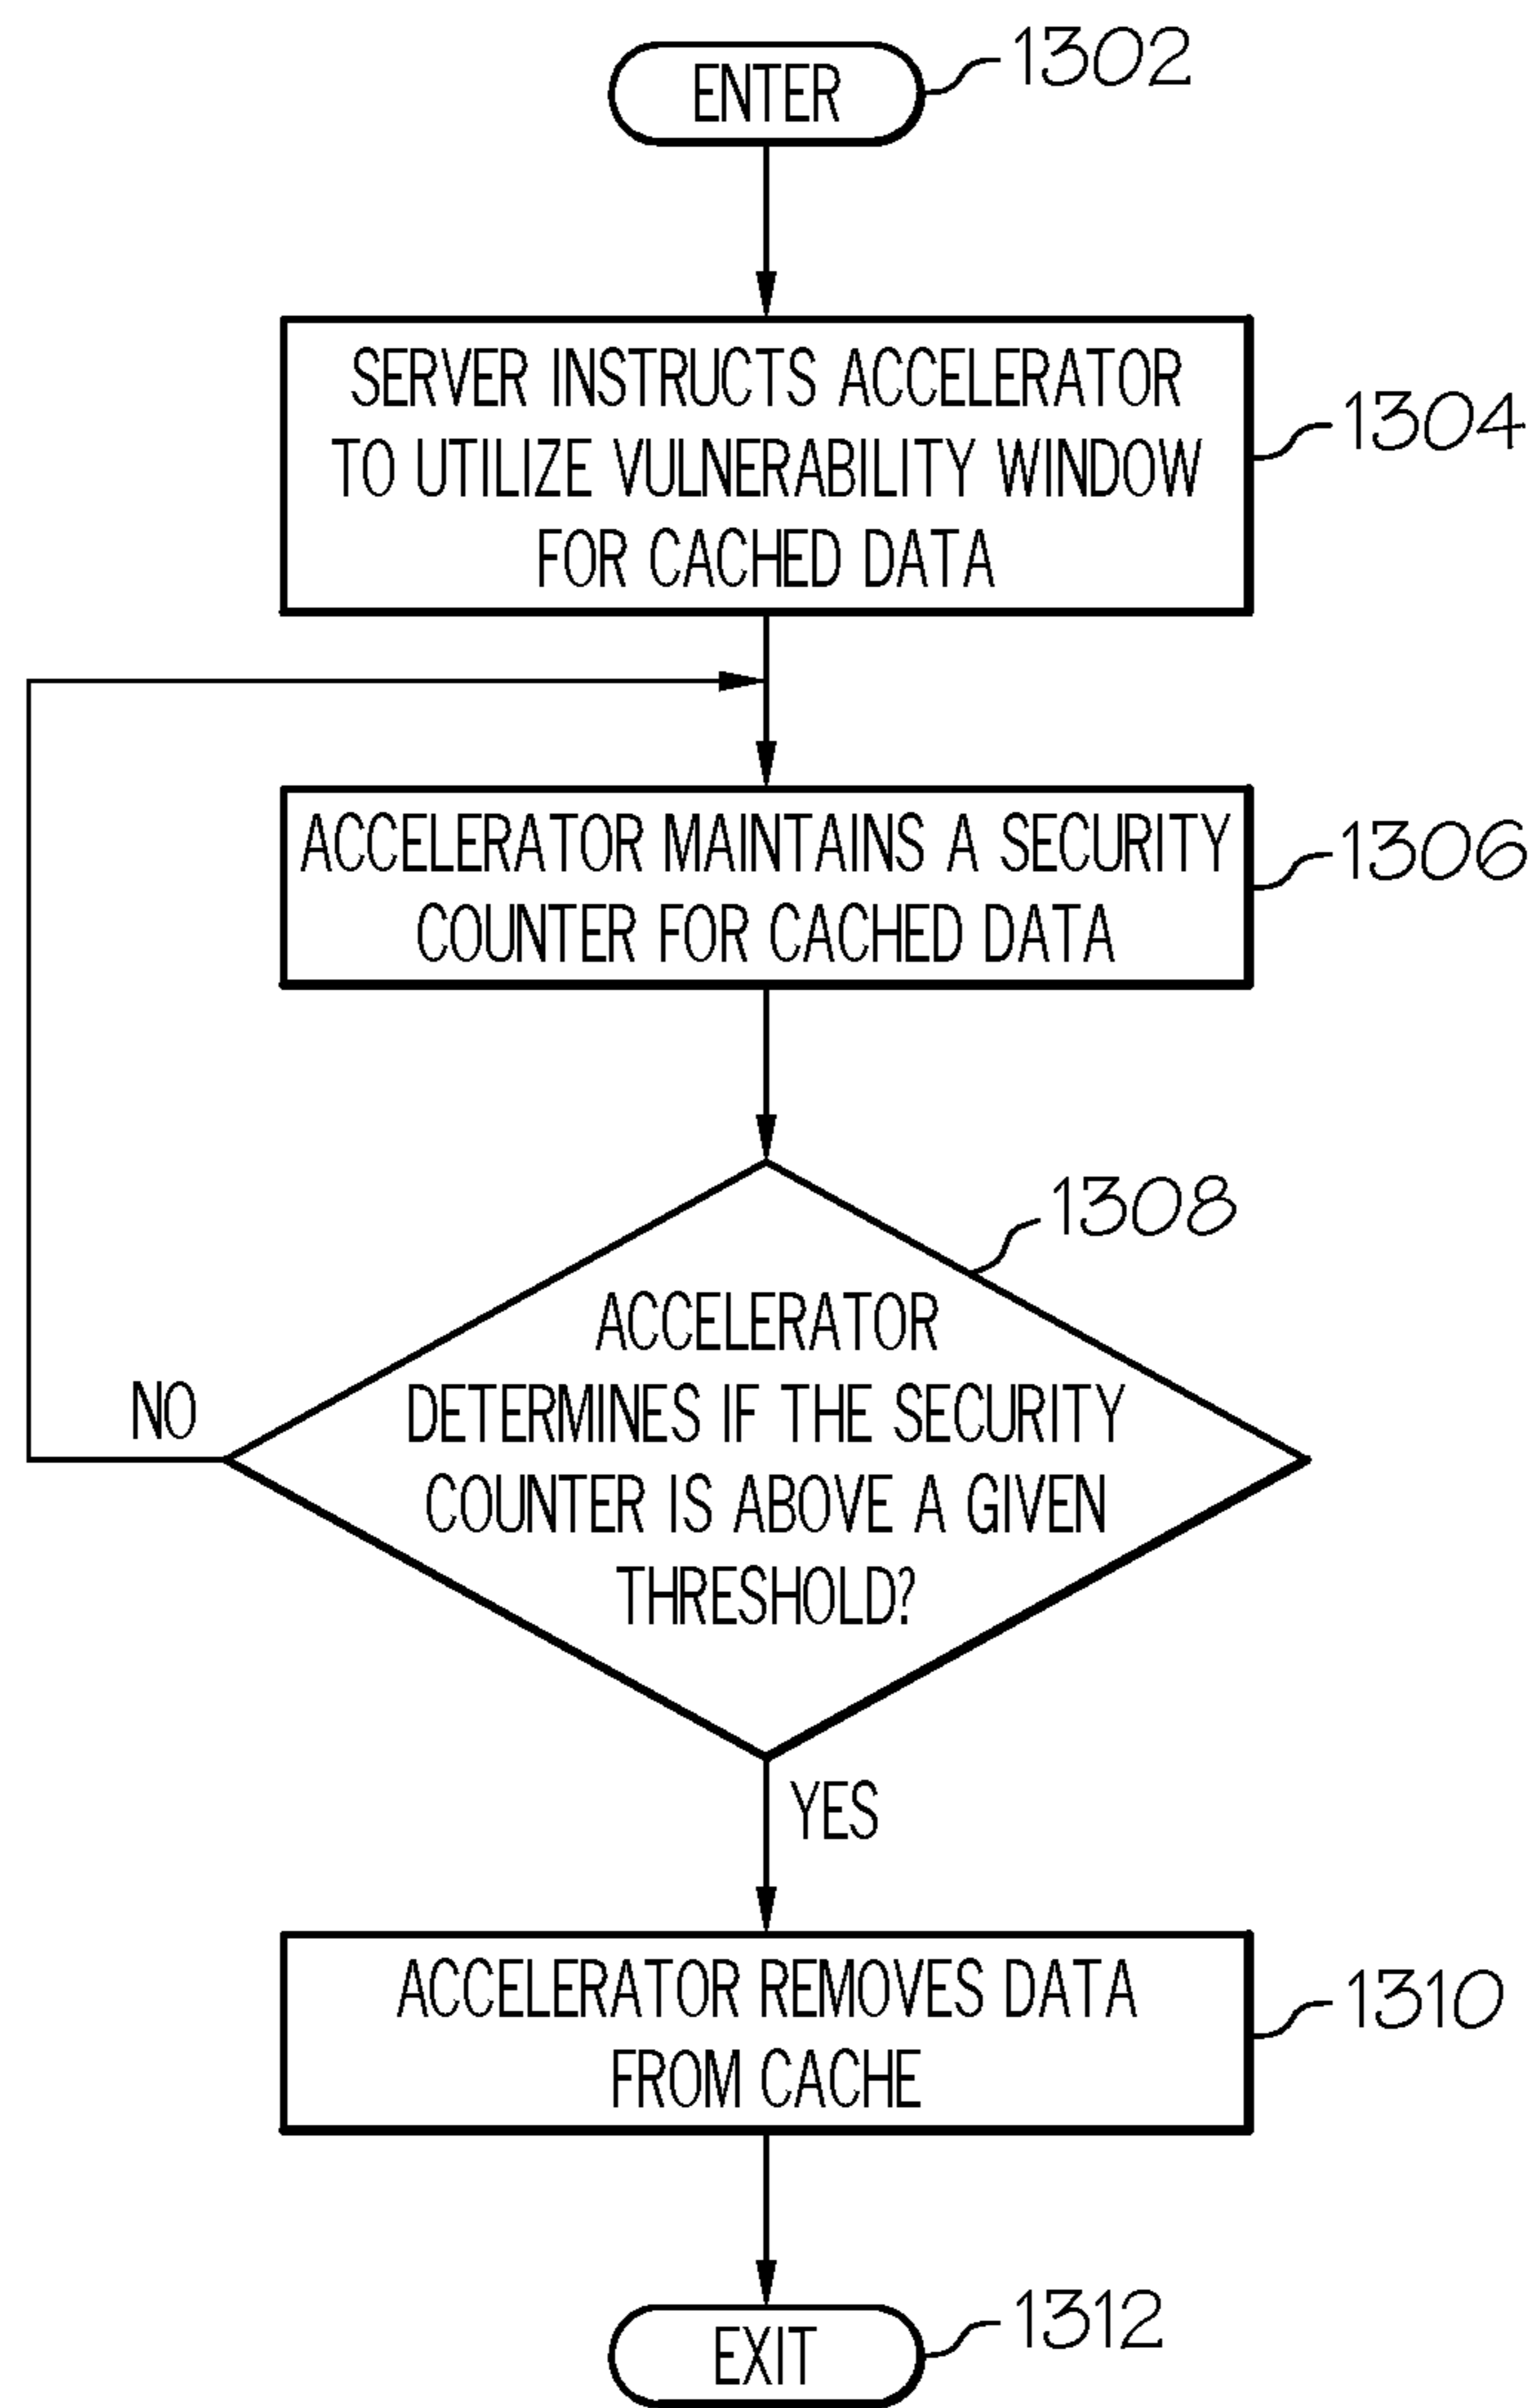 ENTER
1302
SERVER INSTRUCTS ACCELERATOR
TO UTILIZE VULNERABILITY WINDOW
FOR CACHED DATA
1304
ACCELERATOR MAINTAINS A SECURITY
COUNTER FOR CACHED DATA
1306
1308
ACCELERATOR
DETERMINES IF THE SECURITY
COUNTER IS ABOVE A GIVEN
THRESHOLD?
NO
YES
ACCELERATOR REMOVES DATA
FROM CACHE
1310
EXIT
1312